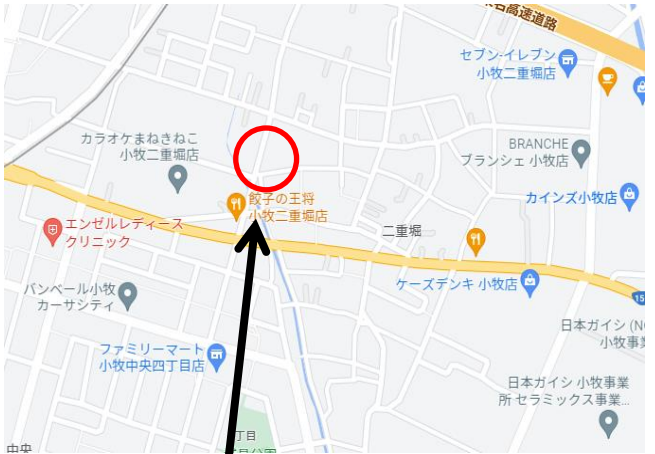 東名高速道路
セブン-イレブン
小牧二重堀店
カラオケまねきねこ
小牧二重堀店
BRANCHE
ブランシェ 小牧店
餃子の王将
小牧二重堀店
カインズ小牧店
エンゼルレディース
クリニック
二重堀
バンベール小牧
カーサシティ
ケーズデンキ 小牧店
15
日本ガイシ (N
小牧事
ファミリーマート
小牧中央四丁目店
日本ガイシ 小牧事業
所 セラミックス事業...
丁目
中央